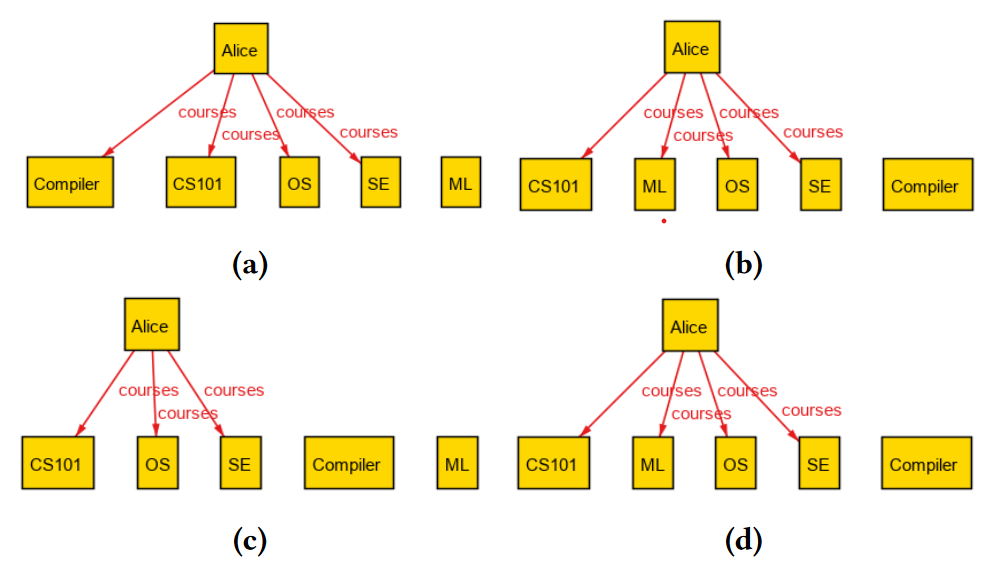 Alice
courses courses
courses courses
Compiler CS101 OS SE ML
(a)
Alice
courses courses
courses courses
CS101 ML OS SE Compiler
(b)
Alice
courses courses
courses
CS101 OS SE Compiler ML
(c)
Alice
courses courses
courses courses
CS101 ML OS SE Compiler
(d)